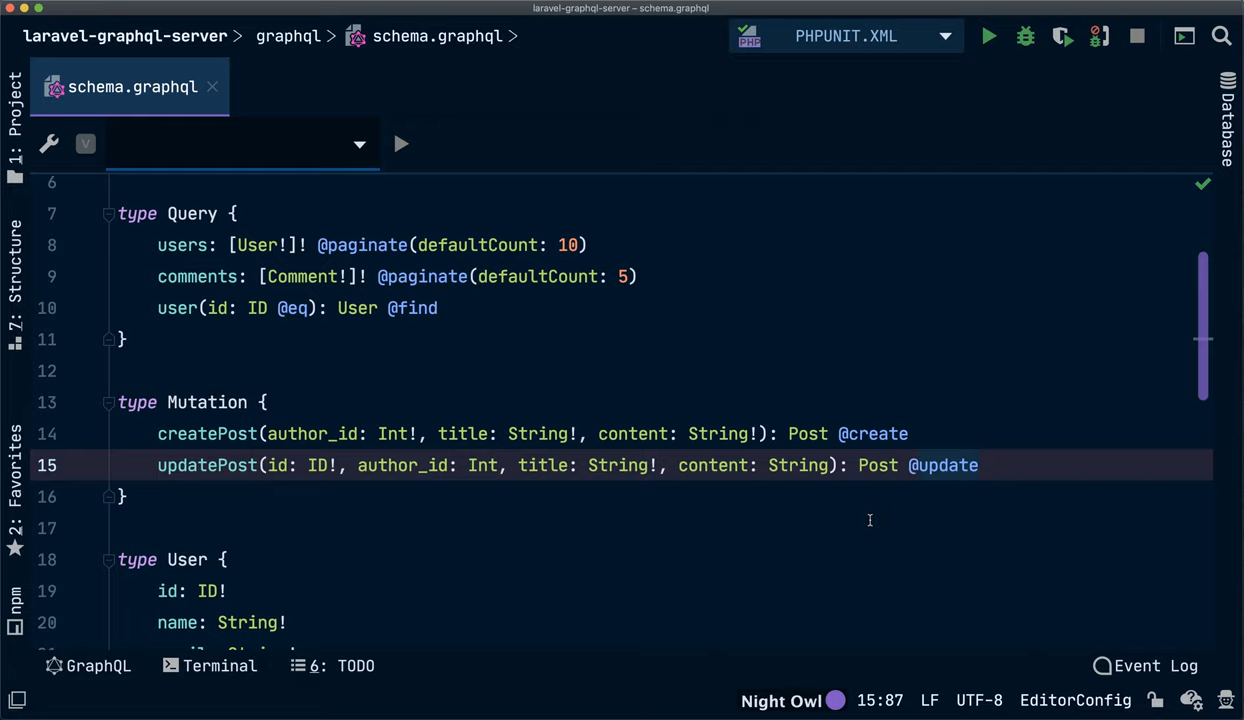 laravel-graphql-server – schema.graphql
laravel-graphql-server > graphql > schema.graphql >
PHP
PHPUNIT.XML
schema.graphql
V
1: Project
7: Structure
2: Favorites
npm
Database
6
7 type Query {
8 users: [User!]! @paginate(defaultCount: 10)
9 comments: [Comment!]! @paginate(defaultCount: 5)
10 user(id: ID @eq): User @find
11 }
12
13 type Mutation {
14 createPost(author_id: Int!, title: String!, content: String!): Post @create
15 updatePost(id: ID!, author_id: Int, title: String!, content: String): Post @update
16 }
17
18 type User {
19 id: ID!
20 name: String!
GraphQL Terminal 6: TODO Event Log
Night Owl 15:87 LF UTF-8 EditorConfig